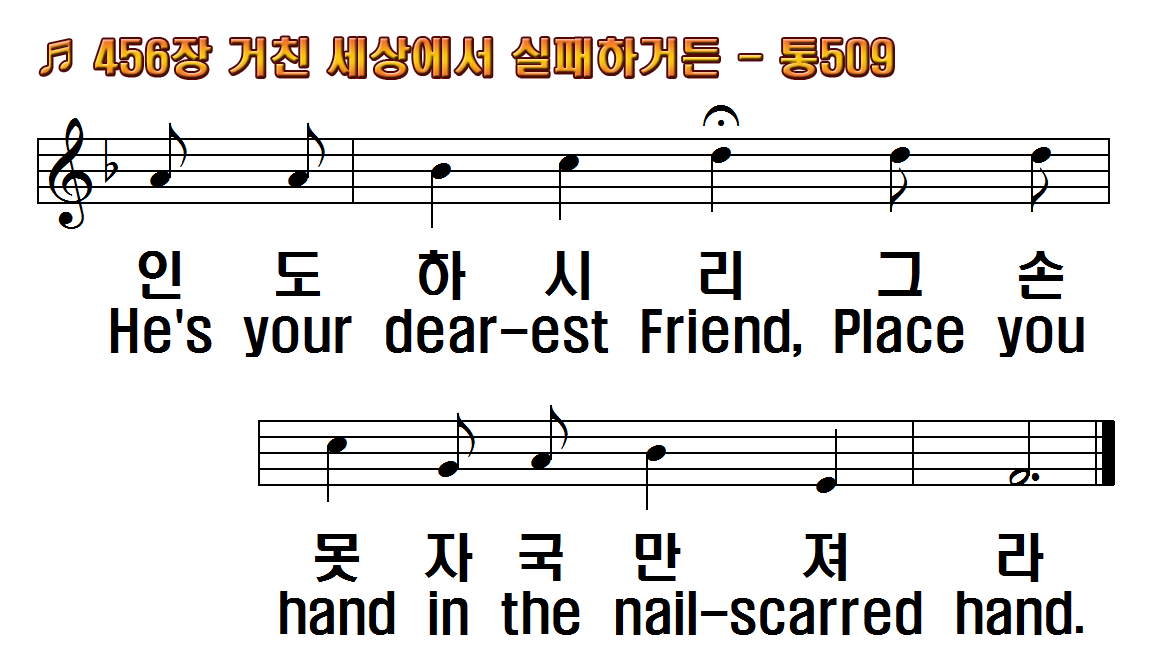 ♬ 456장 거친 세상에서 실패하거든 - 통509
인 도 하 시 리 그 손
He's your dear-est Friend, Place you
못 자 국 만 져 라
hand in the nail-scarred hand.